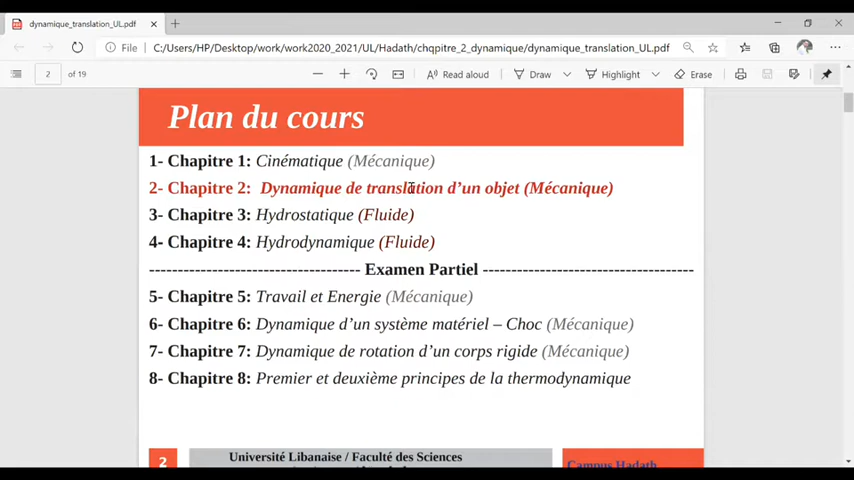 dynamique_translation_UL.pdf
File
C:/Users/HP/Desktop/work/work2020_2021/UL/Hadath/chqpitre_2_dynamique/dynamique_translation_UL.pdf
2 of 19
Read aloud
Draw
Highlight
Erase
Plan du cours
1- Chapitre 1: Cinématique (Mécanique)
2- Chapitre 2: Dynamique de translation d’un objet (Mécanique)
3- Chapitre 3: Hydrostatique (Fluide)
4- Chapitre 4: Hydrodynamique (Fluide)
------------------------------------ Examen Partiel ------------------------------------
5- Chapitre 5: Travail et Energie (Mécanique)
6- Chapitre 6: Dynamique d’un système matériel – Choc (Mécanique)
7- Chapitre 7: Dynamique de rotation d’un corps rigide (Mécanique)
8- Chapitre 8: Premier et deuxième principes de la thermodynamique
2
Université Libanaise / Faculté des Sciences
Campus Hadath